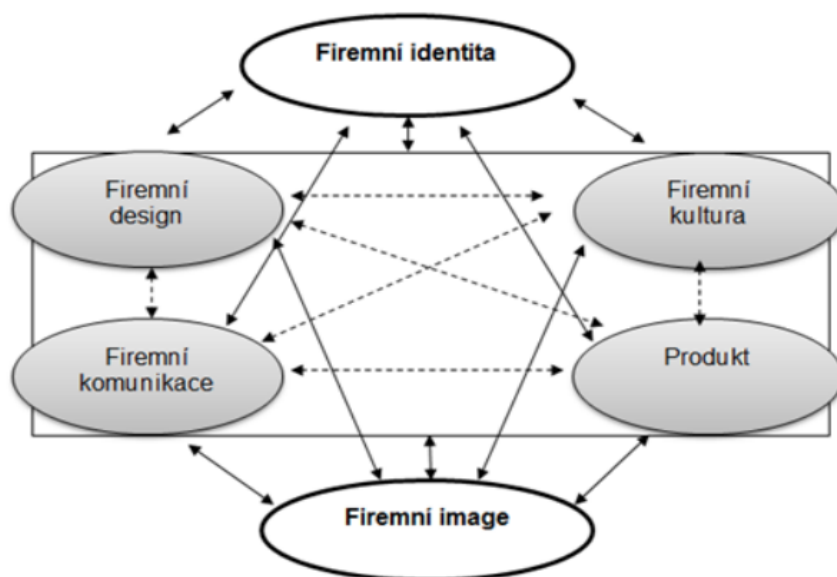 Firemní identita
Firemní
design
Firemní
kultura
Firemní
komunikace
Produkt
Firemní image